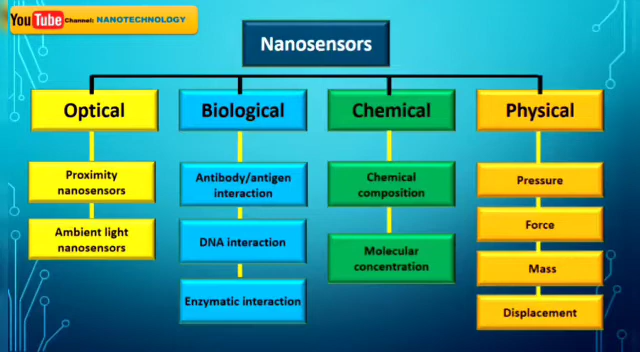 YouTube Channel: NANOTECHNOLOGY
Nanosensors
Optical
Biological
Chemical
Physical
Proximity
nanosensors
Ambient light
nanosensors
Antibody/antigen
interaction
DNA interaction
Enzymatic interaction
Chemical
composition
Molecular
concentration
Pressure
Force
Mass
Displacement